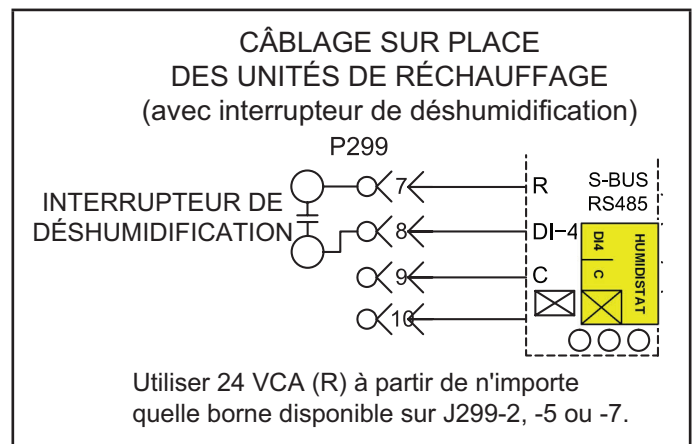 CÂBLAGE SUR PLACE
DES UNITÉS DE RÉCHAUFFAGE
(avec interrupteur de déshumidification)
P299
INTERRUPTEUR DE
DÉSHUMIDIFICATION
7
R
8
DI-4
9
C
10
S-BUS
RS485
DI4
C
HUMIDISTAT
Utiliser 24 VCA (R) à partir de n'importe
quelle borne disponible sur J299-2, -5 ou -7.